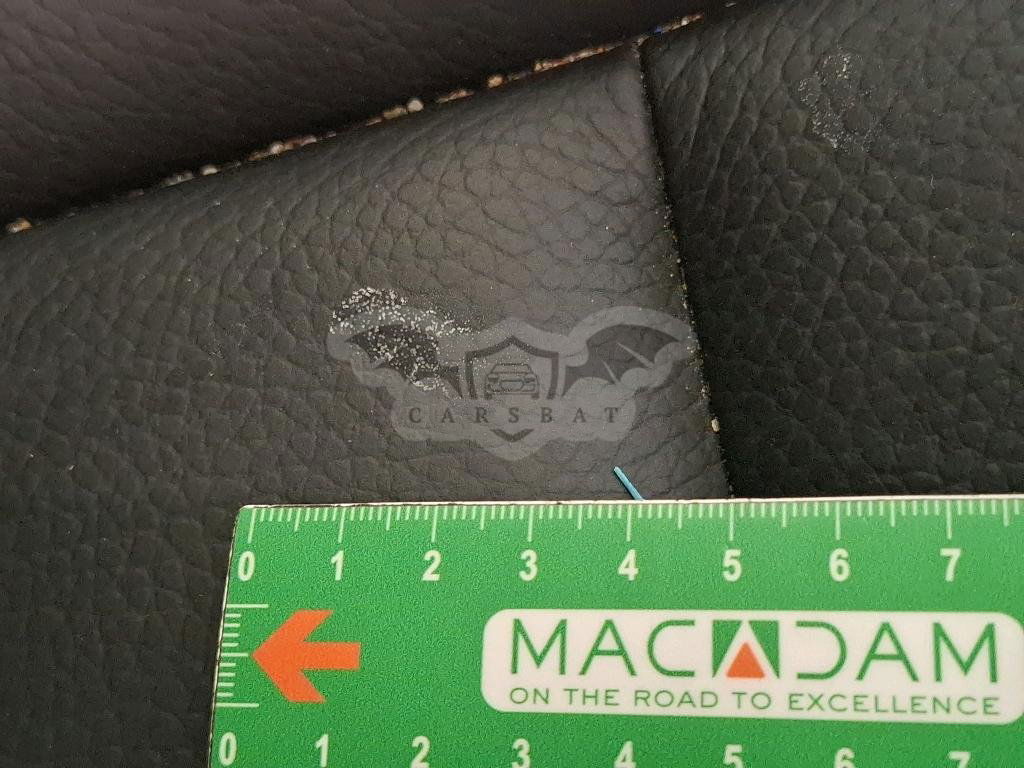 CARSBAT
0 1 2 3 4 5 6 7
MACADAM
ON THE ROAD TO EXCELLENCE
0 1 2 3 4 5 6 7